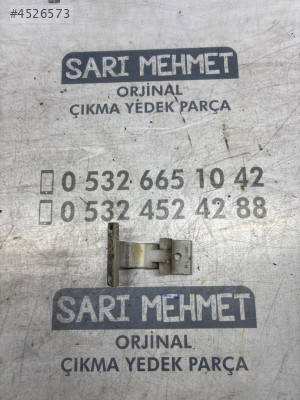 #4526573
SARI MEHMET
ORJİNAL
ÇIKMA YEDEK PARÇA
0 532 665 10 42
0 532 452 42 88
SARI MEHMET
ORJİNAL
ÇIKMA YEDEK PARÇA